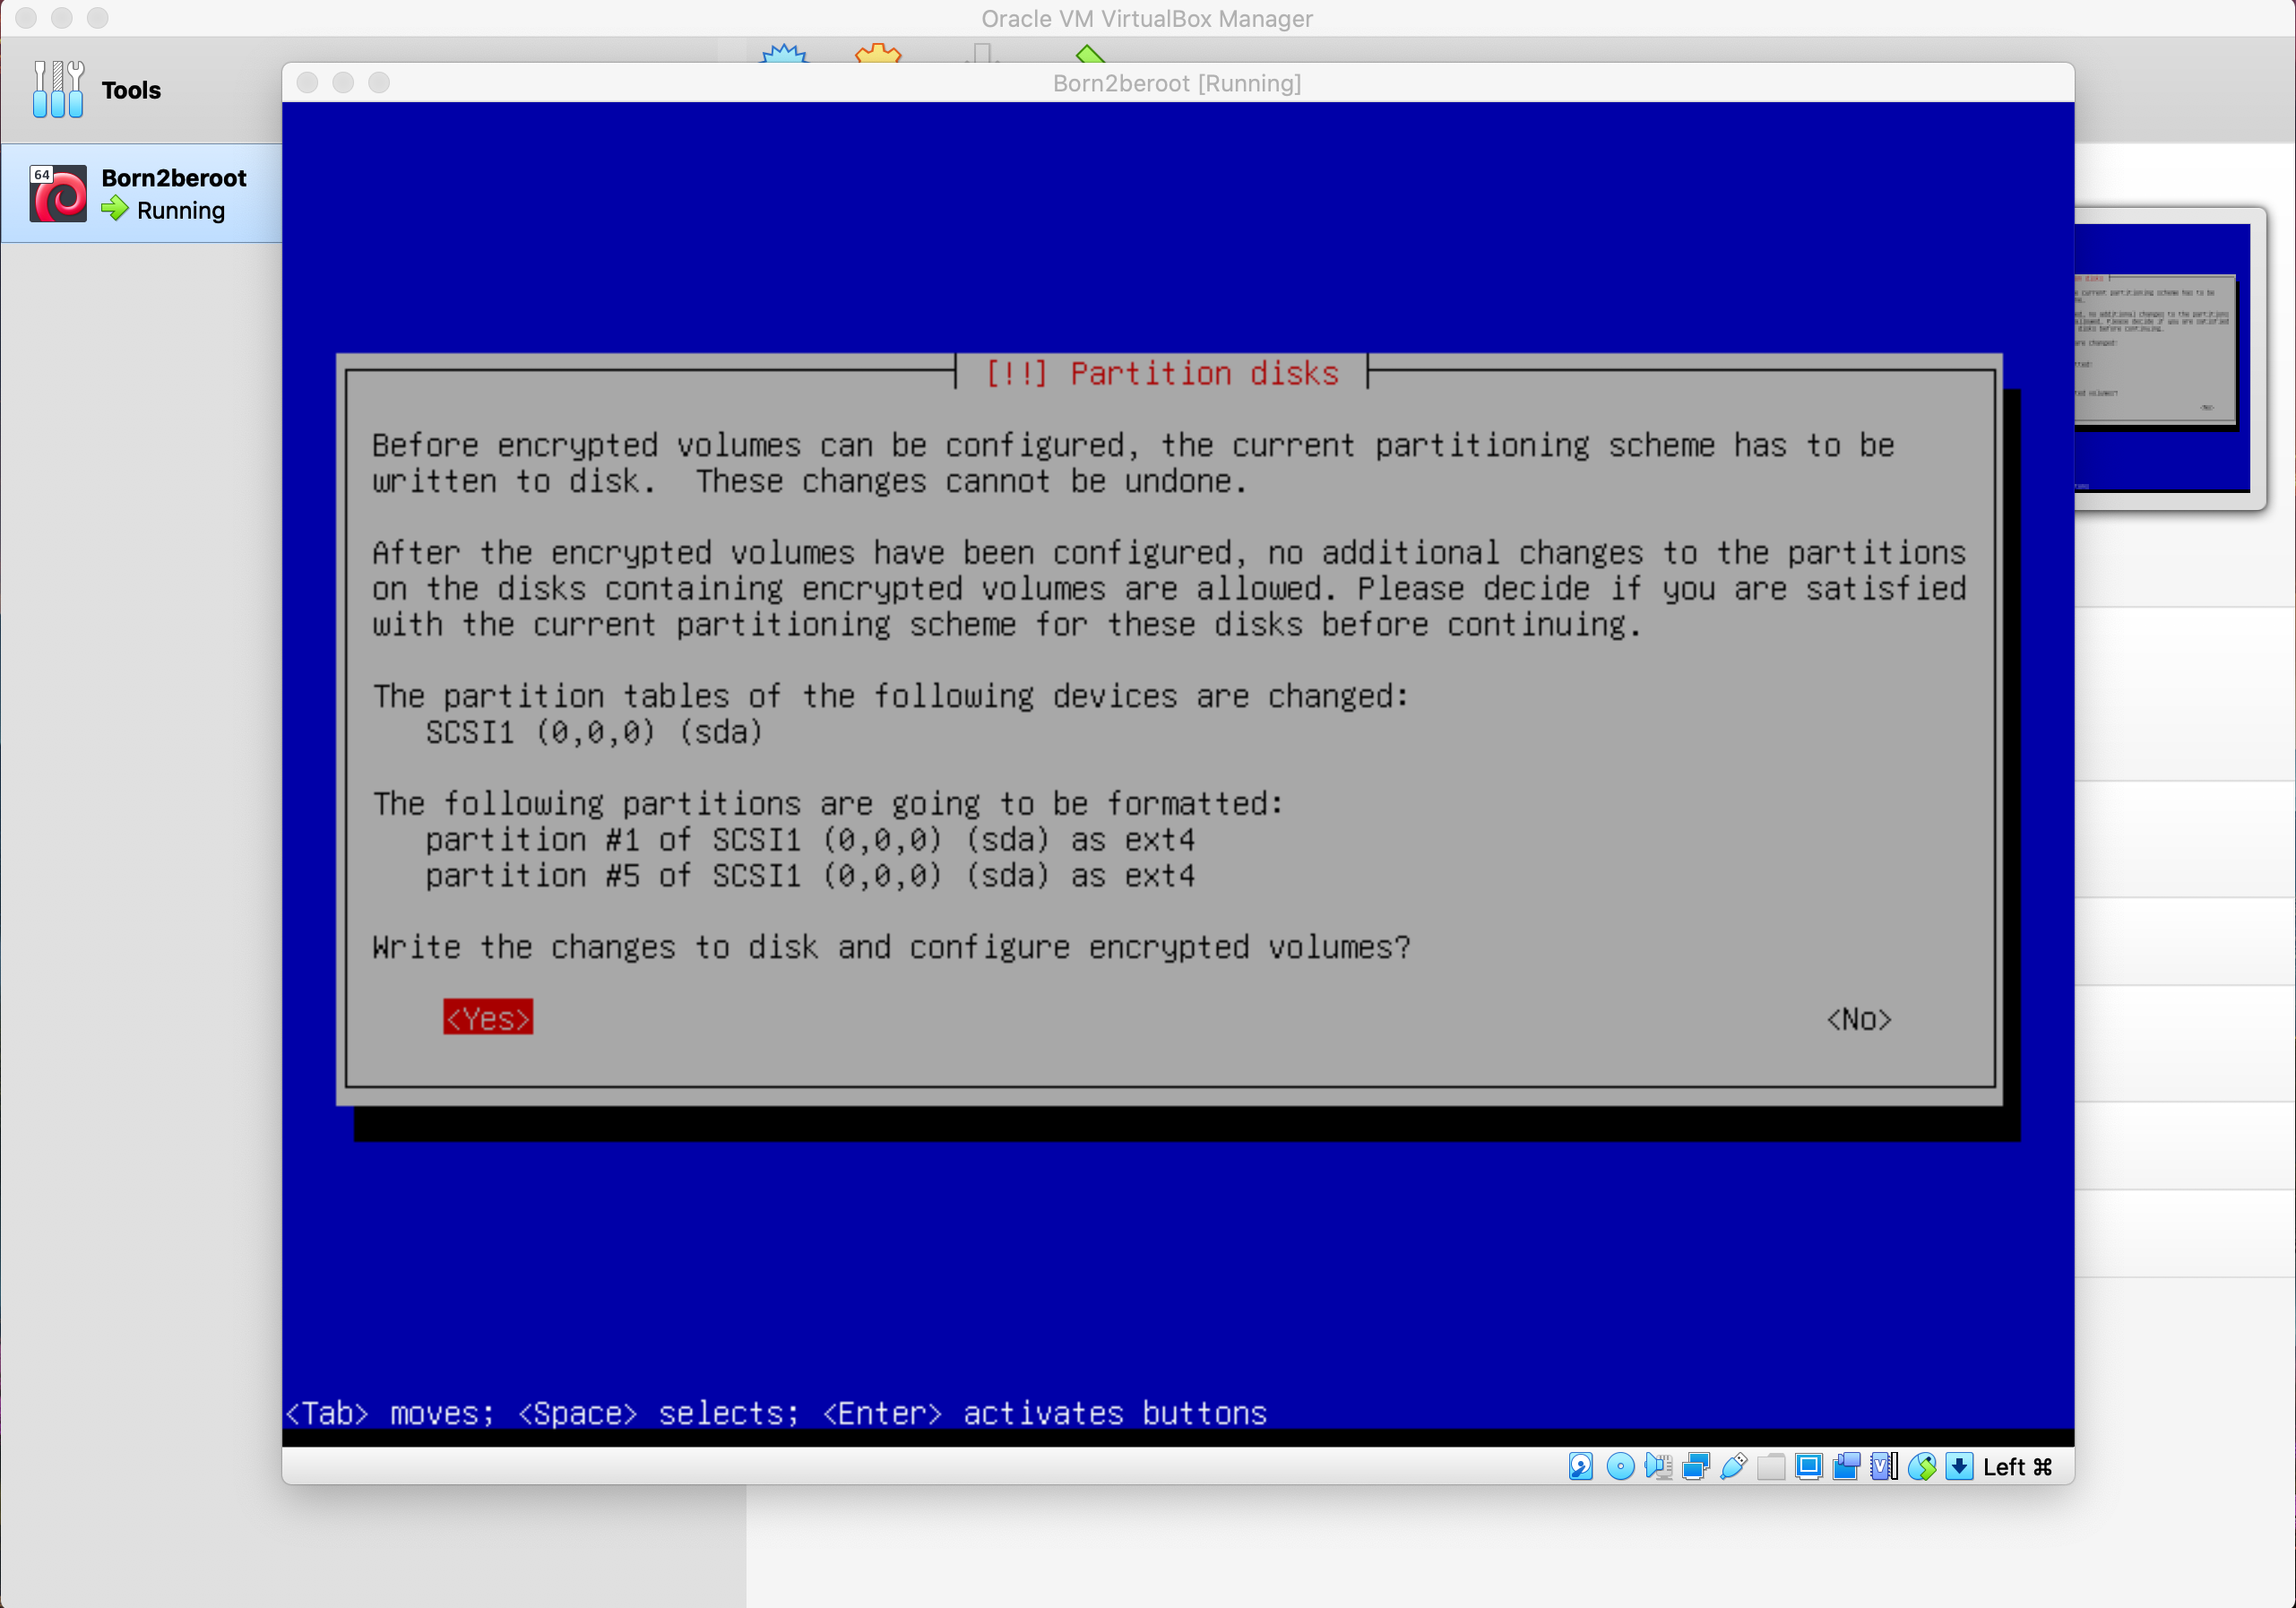 Oracle VM VirtualBox Manager
Tools
Born2beroot [Running]
64
Born2beroot
Running
[!!] Partition disks
Before encrypted volumes can be configured, the current partitioning scheme has to be
written to disk.  These changes cannot be undone.
After the encrypted volumes have been configured, no additional changes to the partitions
on the disks containing encrypted volumes are allowed. Please decide if you are satisfied
with the current partitioning scheme for these disks before continuing.
The partition tables of the following devices are changed:
SCSI1 (0,0,0) (sda)
The following partitions are going to be formatted:
partition #1 of SCSI1 (0,0,0) (sda) as ext4
partition #5 of SCSI1 (0,0,0) (sda) as ext4
Write the changes to disk and configure encrypted volumes?
<Yes>
<No>
<Tab> moves; <Space> selects; <Enter> activates buttons
Left ⌘